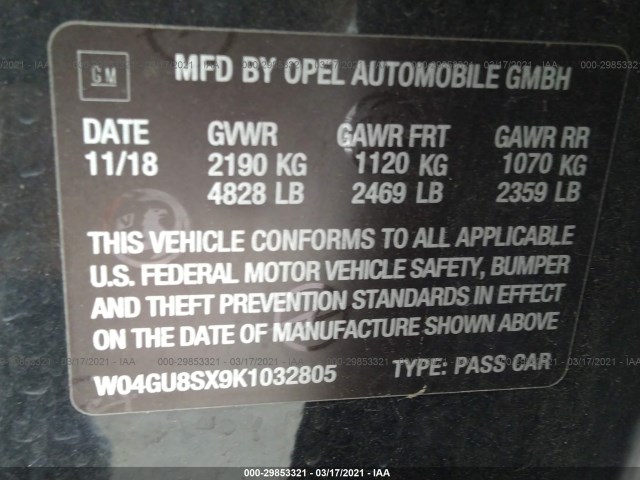 GM
MFD BY OPEL AUTOMOBILE GMBH
DATE GVWR GAWR FRT GAWR RR
11/18 2190 KG 1120 KG 1070 KG
4828 LB 2469 LB 2359 LB
THIS VEHICLE CONFORMS TO ALL APPLICABLE
U.S. FEDERAL MOTOR VEHICLE SAFETY, BUMPER
AND THEFT PREVENTION STANDARDS IN EFFECT
ON THE DATE OF MANUFACTURE SHOWN ABOVE
W04GU8SX9K1032805 TYPE: PASS CAR
000-29853321 - 03/17/2021 - IAA